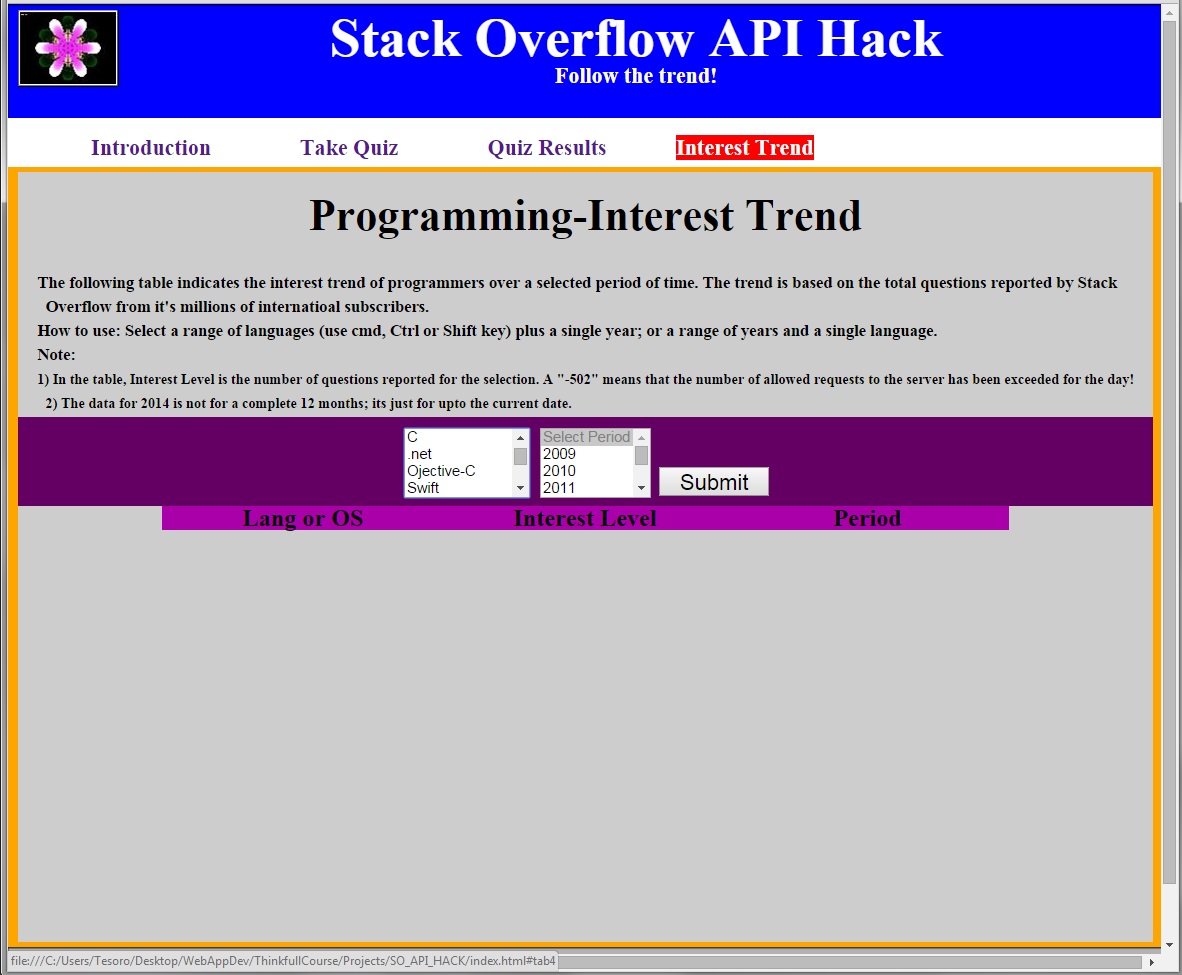 Stack Overflow API Hack
Follow the trend!
Introduction Take Quiz Quiz Results Interest Trend
Programming-Interest Trend
The following table indicates the interest trend of programmers over a selected period of time. The trend is based on the total questions reported by Stack
Overflow from it's millions of internatioal subscribers.
How to use: Select a range of languages (use cmd, Ctrl or Shift key) plus a single year; or a range of years and a single language.
Note:
1) In the table, Interest Level is the number of questions reported for the selection. A "-502" means that the number of allowed requests to the server has been exceeded for the day!
2) The data for 2014 is not for a complete 12 months; its just for upto the current date.
C Select Period
.net 2009
Ojective-C 2010
Swift 2011
Submit
Lang or OS Interest Level Period
file:///C:/Users/Tesoro/Desktop/WebAppDev/ThinkfullCourse/Projects/SO_API_HACK/index.html#tab4